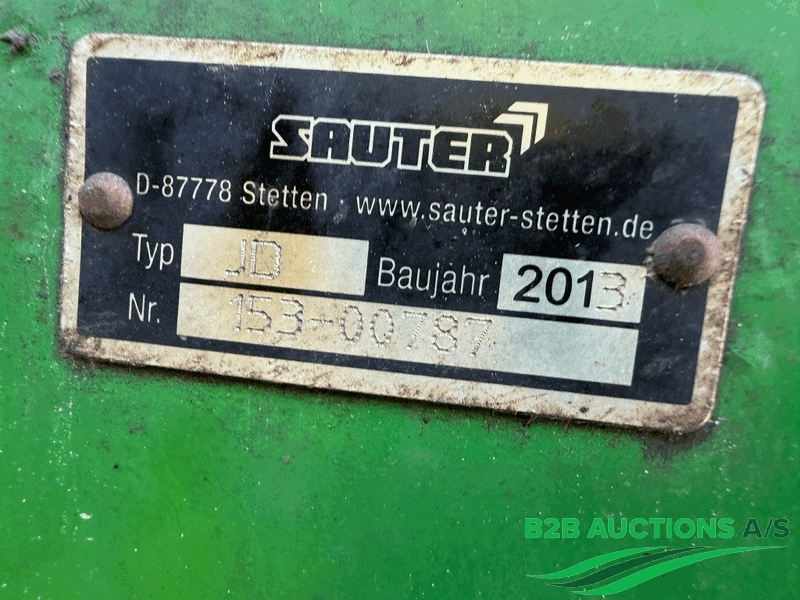 SAUTER
D-87778 Stetten · www.sauter-stetten.de
Typ JD Baujahr 2013
Nr. 153-00787
B2B AUCTIONS A/S